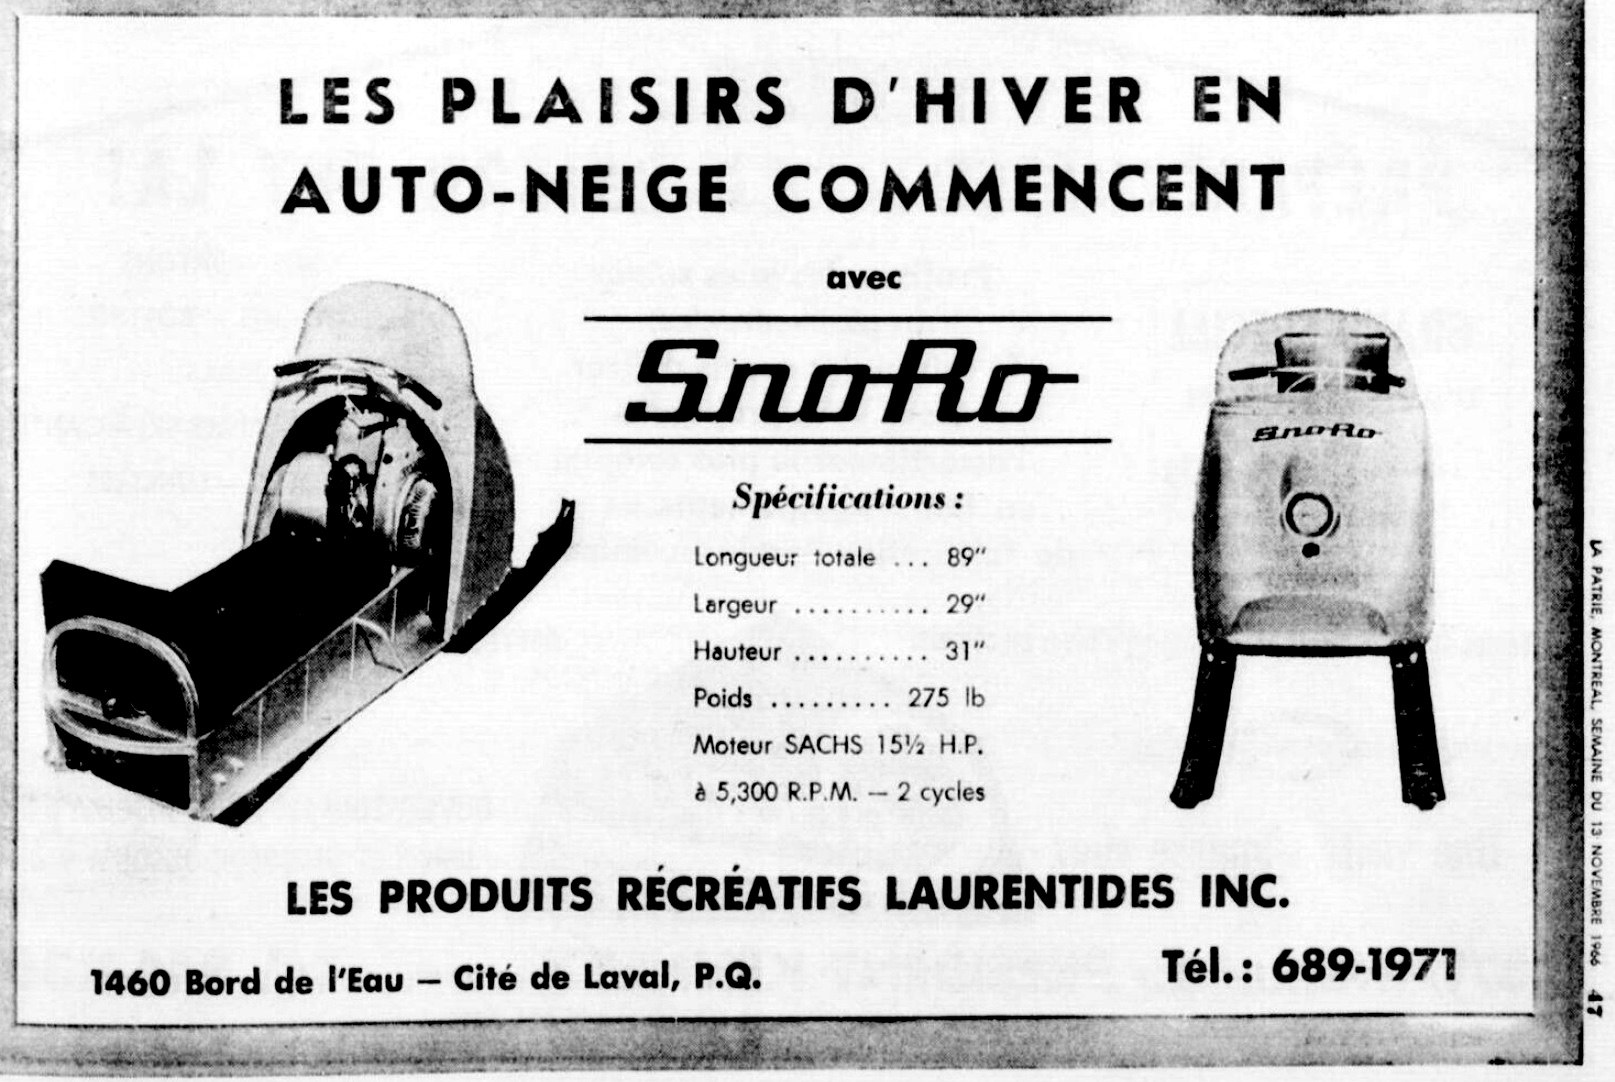 LES PLAISIRS D'HIVER EN
AUTO-NEIGE COMMENCENT
avec
SnoRo
SnoRo
Spécifications :
Longueur totale ... 89"
Largeur .......... 29"
Hauteur .......... 31"
Poids ......... 275 lb
Moteur SACHS 15½ H.P.
à 5,300 R.P.M. — 2 cycles
LES PRODUITS RÉCRÉATIFS LAURENTIDES INC.
1460 Bord de l'Eau — Cité de Laval, P.Q.
Tél.: 689-1971
LA PATRIE, MONTREAL, SEMAINE DU 13 NOVEMBRE 1966 47